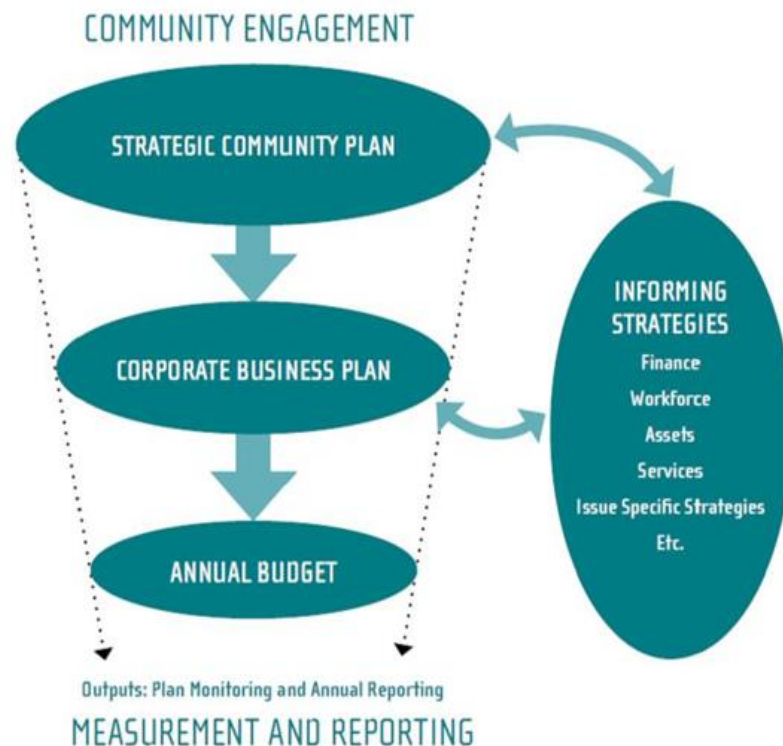 COMMUNITY ENGAGEMENT
STRATEGIC COMMUNITY PLAN
CORPORATE BUSINESS PLAN
ANNUAL BUDGET
INFORMING
STRATEGIES
Finance
Workforce
Assets
Services
Issue Specific Strategies
Etc.
Outputs: Plan Monitoring and Annual Reporting
MEASUREMENT AND REPORTING